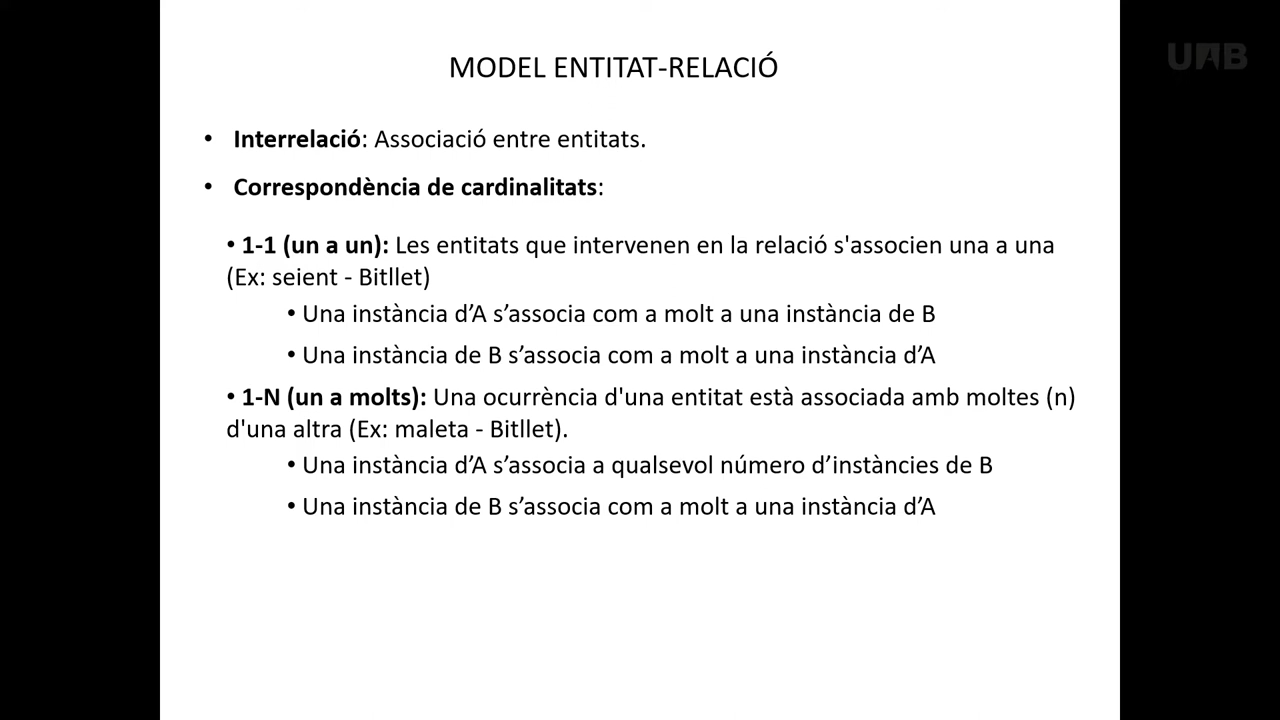 UAB
MODEL ENTITAT-RELACIÓ
• Interrelació: Associació entre entitats.
• Correspondència de cardinalitats:
• 1-1 (un a un): Les entitats que intervenen en la relació s'associen una a una
(Ex: seient - Bitllet)
• Una instància d’A s’associa com a molt a una instància de B
• Una instància de B s’associa com a molt a una instància d’A
• 1-N (un a molts): Una ocurrència d'una entitat està associada amb moltes (n)
d'una altra (Ex: maleta - Bitllet).
• Una instància d’A s’associa a qualsevol número d’instàncies de B
• Una instància de B s’associa com a molt a una instància d’A